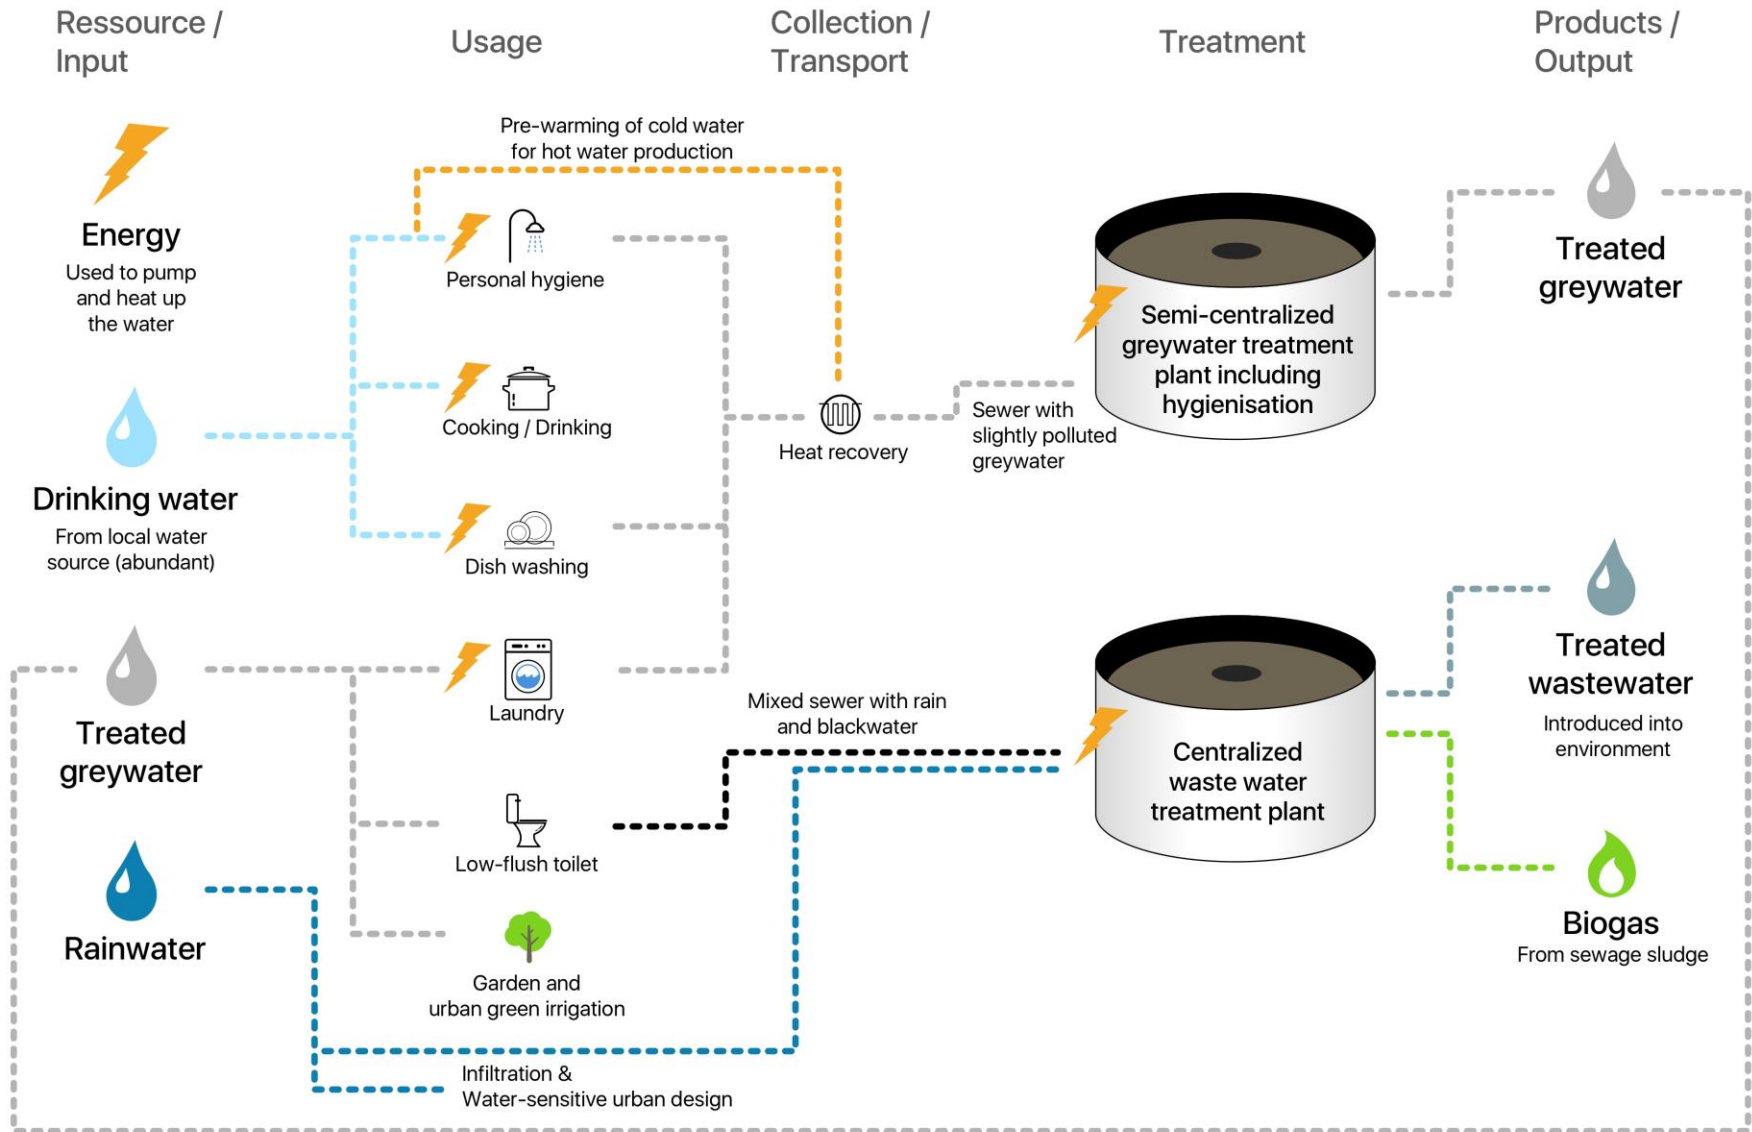 Ressource /
Input
Usage
Collection /
Transport
Treatment
Products /
Output
Energy
Used to pump
and heat up
the water
Drinking water
From local water
source (abundant)
Treated
greywater
Rainwater
Pre-warming of cold water
for hot water production
Personal hygiene
Cooking / Drinking
Dish washing
Laundry
Low-flush toilet
Garden and
urban green irrigation
Infiltration &
Water-sensitive urban design
Heat recovery
Sewer with
slightly polluted
greywater
Mixed sewer with rain
and blackwater
Semi-centralized
greywater treatment
plant including
hygienisation
Centralized
waste water
treatment plant
Treated
greywater
Treated
wastewater
Introduced into
environment
Biogas
From sewage sludge